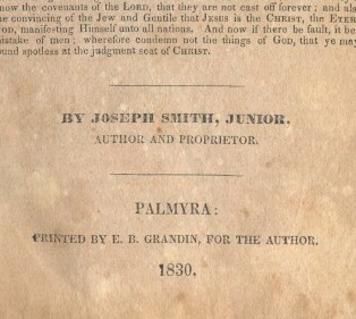 now the covenants of the LORD, that they are not cast off forever; and als
e convincing of the Jew and Gentile that JESUS is the CHRIST, the ETER
OD, manifesting Himself unto all nations. And now if there be fault, it be
istake of men; wherefore condemn not the things of GOD, that ye may
ound spotless at the judgment seat of CHRIST.
BY JOSEPH SMITH, JUNIOR.
AUTHOR AND PROPRIETOR.
PALMYRA:
PRINTED BY E. B. GRANDIN, FOR THE AUTHOR.
1830.